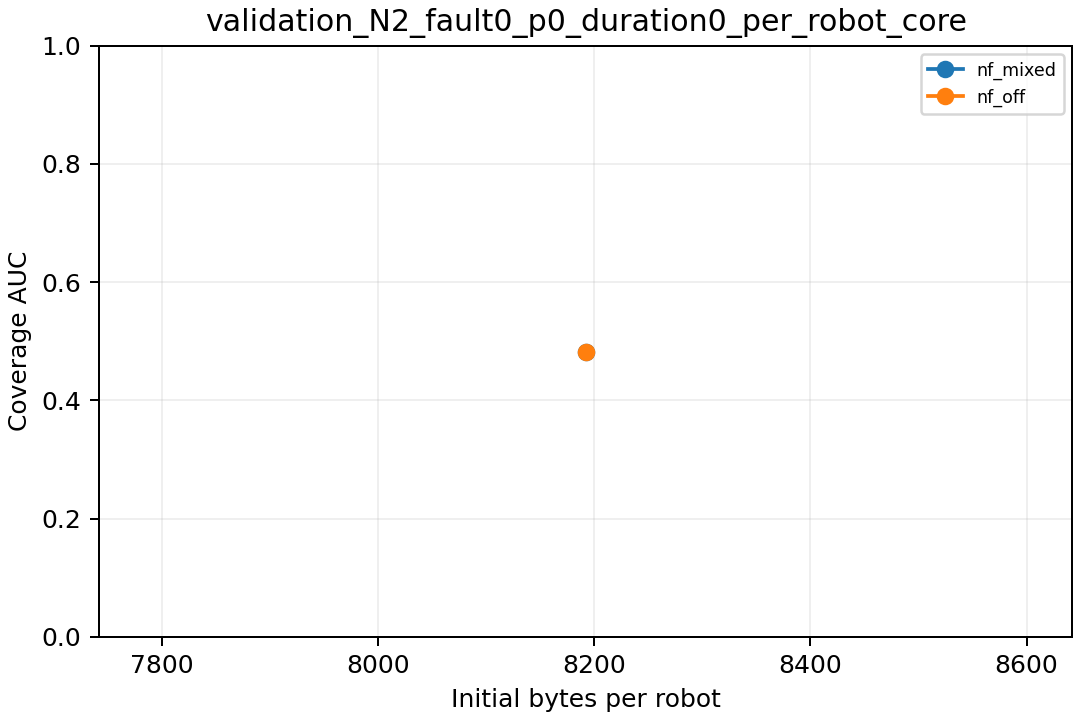 validation_N2_fault0_p0_duration0_per_robot_core
nf_mixed
nf_off
Coverage AUC
1.0
0.8
0.6
0.4
0.2
0.0
7800 8000 8200 8400 8600
Initial bytes per robot